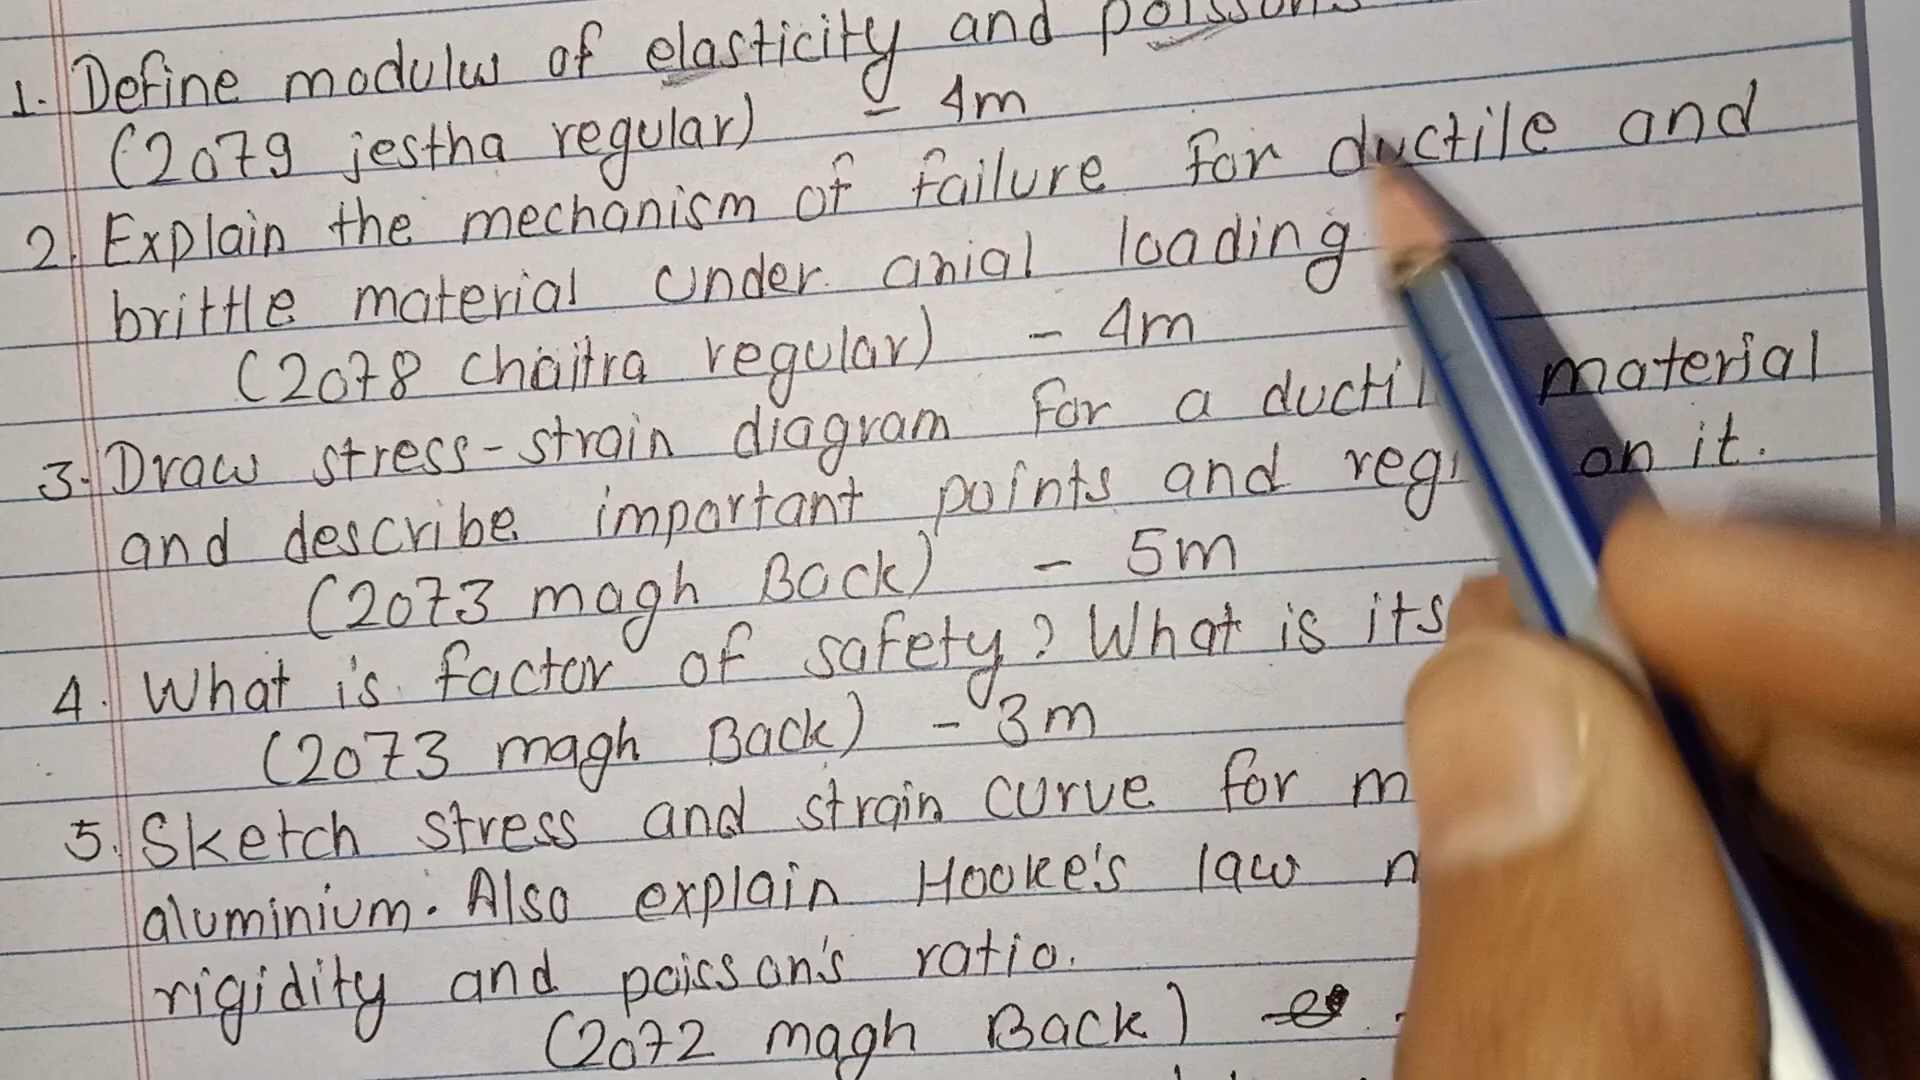 1. Define modulus of elasticity and poissons
(2079 jestha regular) - 4m
2. Explain the mechanism of failure for ductile and
brittle material under axial loading
(2078 chaitra regular) - 4m
3. Draw stress-strain diagram for a material
and describe important points and on it.
(2073 magh Back) - 5m
4. What is factor of safety? What is its
(2073 magh Back) - 3m
5. Sketch stress and strain curve for
aluminium. Also explain Hooke's law
rigidity and poisson's ratio.
(2072 magh Back)